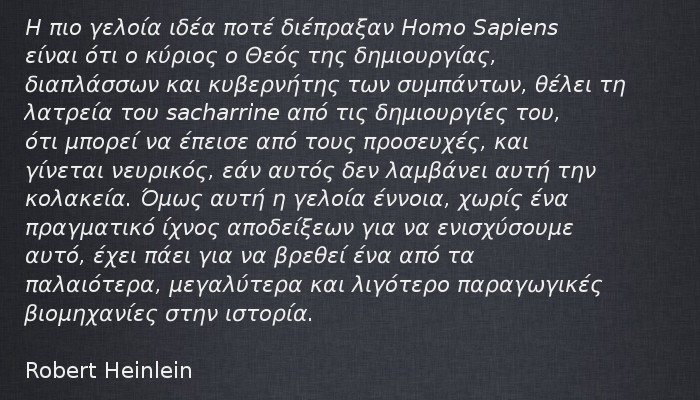 Η πιο γελοία ιδέα ποτέ διέπραξαν Homo Sapiens
είναι ότι ο κύριος ο Θεός της δημιουργίας,
διαπλάσσων και κυβερνήτης των συμπάντων, θέλει τη
λατρεία του sacharrine από τις δημιουργίες του,
ότι μπορεί να έπεισε από τους προσευχές, και
γίνεται νευρικός, εάν αυτός δεν λαμβάνει αυτή την
κολακεία. Όμως αυτή η γελοία έννοια, χωρίς ένα
πραγματικό ίχνος αποδείξεων για να ενισχύσουμε
αυτό, έχει πάει για να βρεθεί ένα από τα
παλαιότερα, μεγαλύτερα και λιγότερο παραγωγικές
βιομηχανίες στην ιστορία.
Robert Heinlein